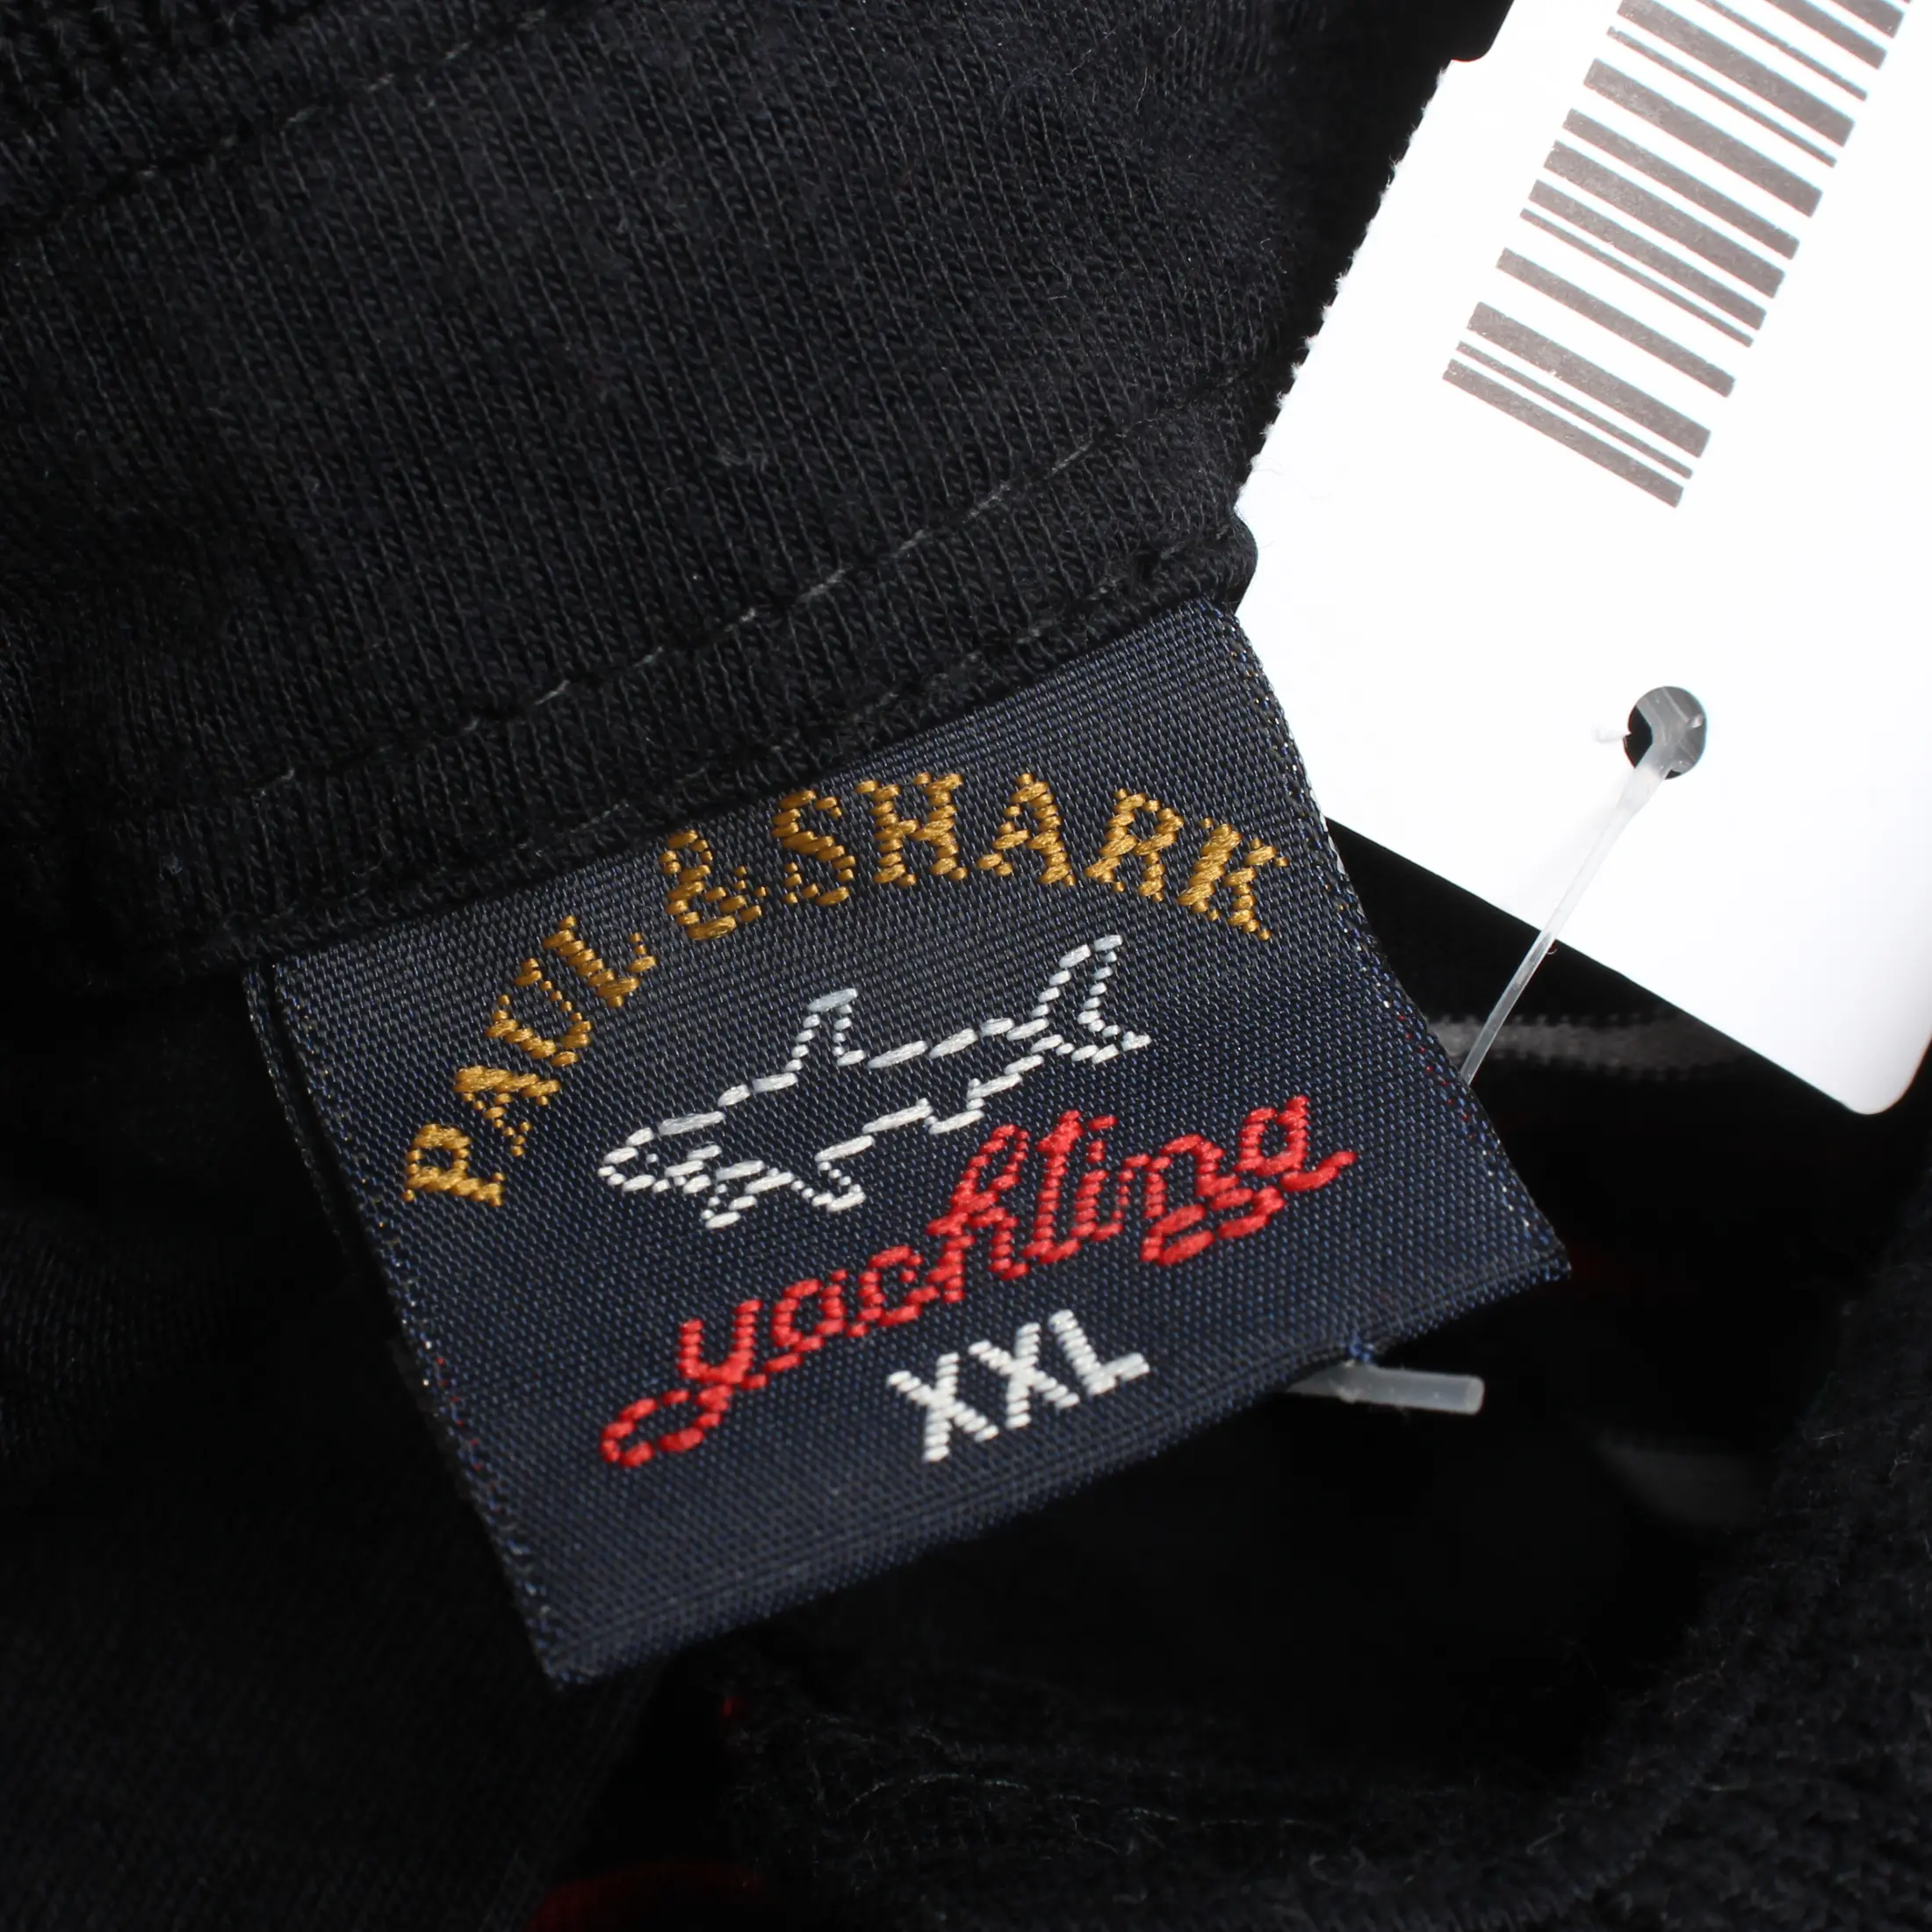 PAUL & SHARK
yachting
XXL